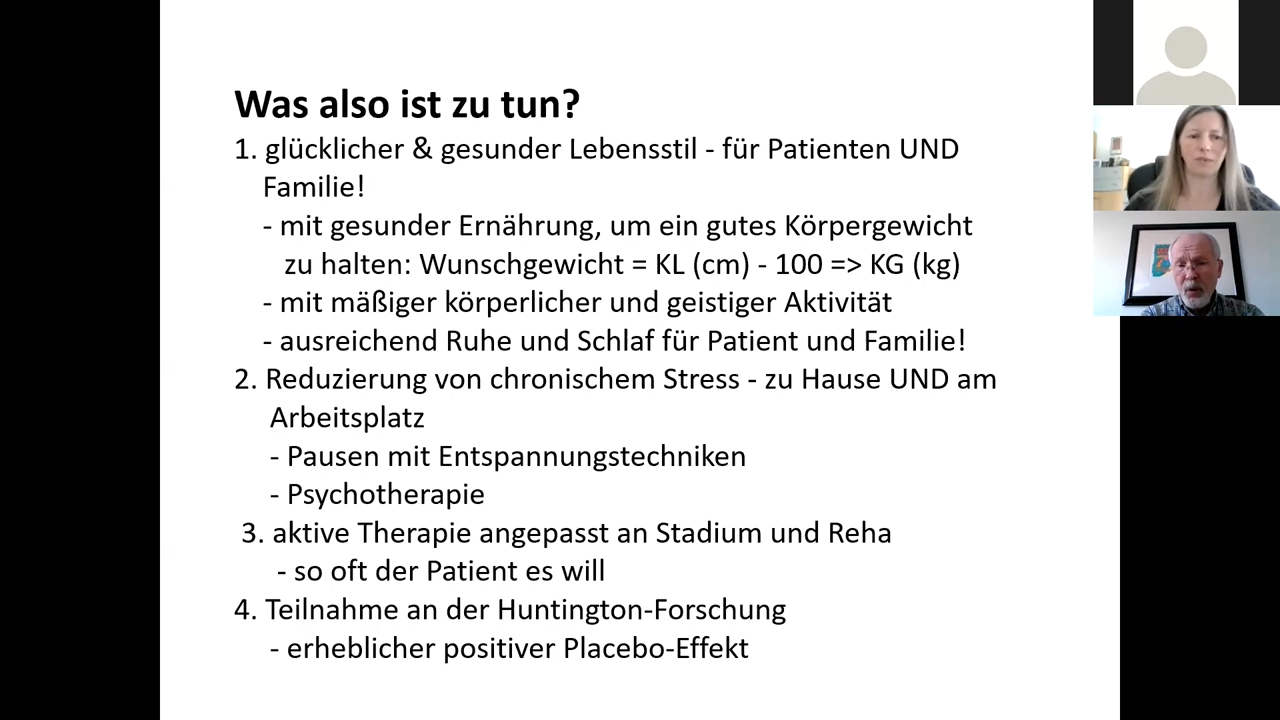 Was also ist zu tun?
1. glücklicher & gesunder Lebensstil - für Patienten UND
Familie!
- mit gesunder Ernährung, um ein gutes Körpergewicht
zu halten: Wunschgewicht = KL (cm) - 100 => KG (kg)
- mit mäßiger körperlicher und geistiger Aktivität
- ausreichend Ruhe und Schlaf für Patient und Familie!
2. Reduzierung von chronischem Stress - zu Hause UND am
Arbeitsplatz
- Pausen mit Entspannungstechniken
- Psychotherapie
3. aktive Therapie angepasst an Stadium und Reha
- so oft der Patient es will
4. Teilnahme an der Huntington-Forschung
- erheblicher positiver Placebo-Effekt